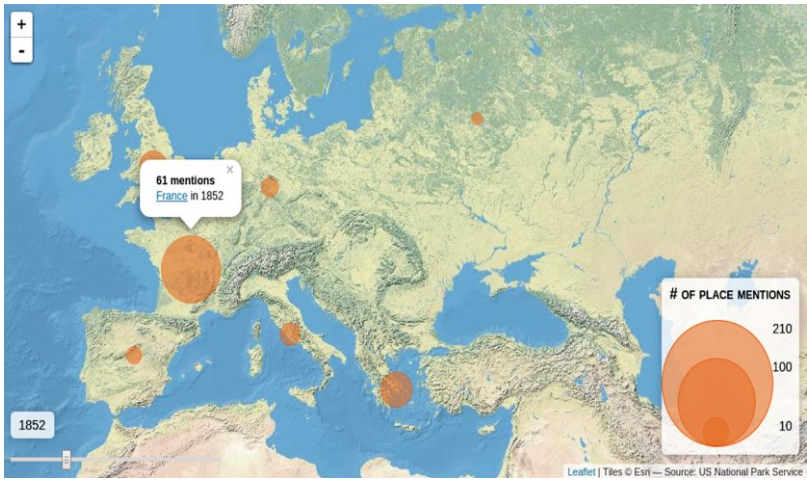 +
-
61 mentions
×
France in 1852
# OF PLACE MENTIONS
210
100
10
1852
Leaflet | Tiles © Esri — Source: US National Park Service